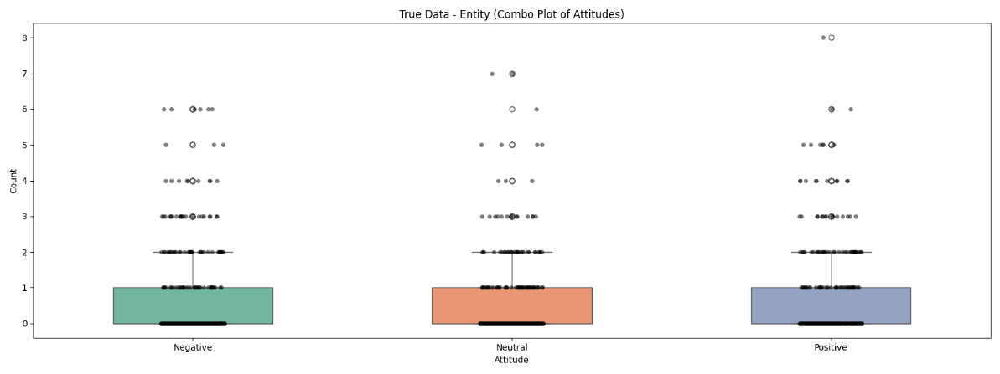 True Data - Entity (Combo Plot of Attitudes)
8
7
6
5
4
3
2
1
0
Count
Negative
Neutral
Positive
Attitude